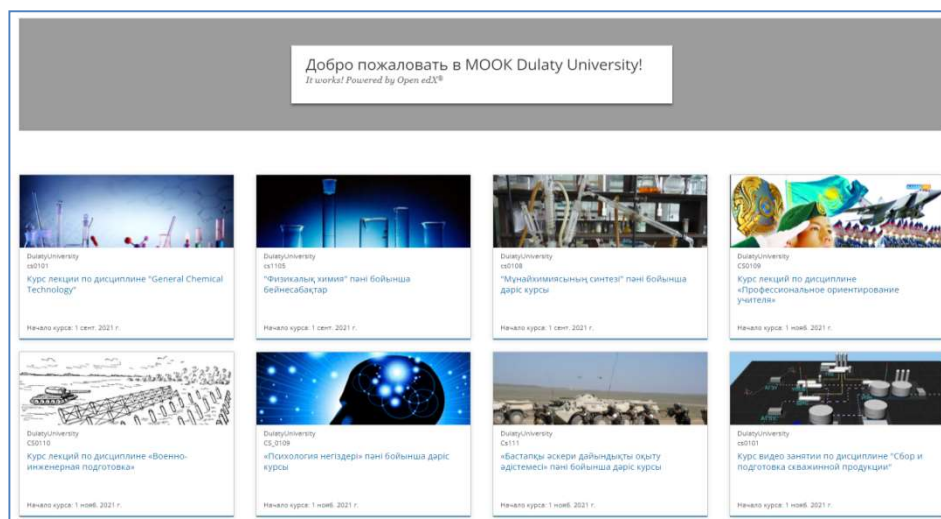 Добро пожаловать в МООК Dulaty University!
It works! Powered by Open edX®
DulatyUniversity
cs0101
Курс лекции по дисциплине "General Chemical
Technology"
Начало курса: 1 сент. 2021 г.
DulatyUniversity
cs1105
"Физикалық химия" пәні бойынша
бейнесабақтар
Начало курса: 1 сент. 2021 г.
DulatyUniversity
cs0108
"Мұнайхимиясының синтезі" пәні бойынша
дәріс курсы
Начало курса: 1 сент. 2021 г.
DulatyUniversity
CS0109
Курс лекций по дисциплине
«Профессиональное ориентирование
учителя»
Начало курса: 1 нояб. 2021 г.
DulatyUniversity
CS0110
Курс лекций по дисциплине «Военно-
инженерная подготовка»
Начало курса: 1 нояб. 2021 г.
DulatyUniversity
CS_0109
«Психология негіздері» пәні бойынша дәріс
курсы
Начало курса: 1 нояб. 2021 г.
DulatyUniversity
Cs111
«Бастапқы әскери дайындықты оқыту
әдістемесі» пәні бойынша дәріс курсы
Начало курса: 1 нояб. 2021 г.
DulatyUniversity
cs0101
Курс видео занятии по дисциплине "Сбор и
подготовка скважинной продукции"
Начало курса: 1 нояб. 2021 г.